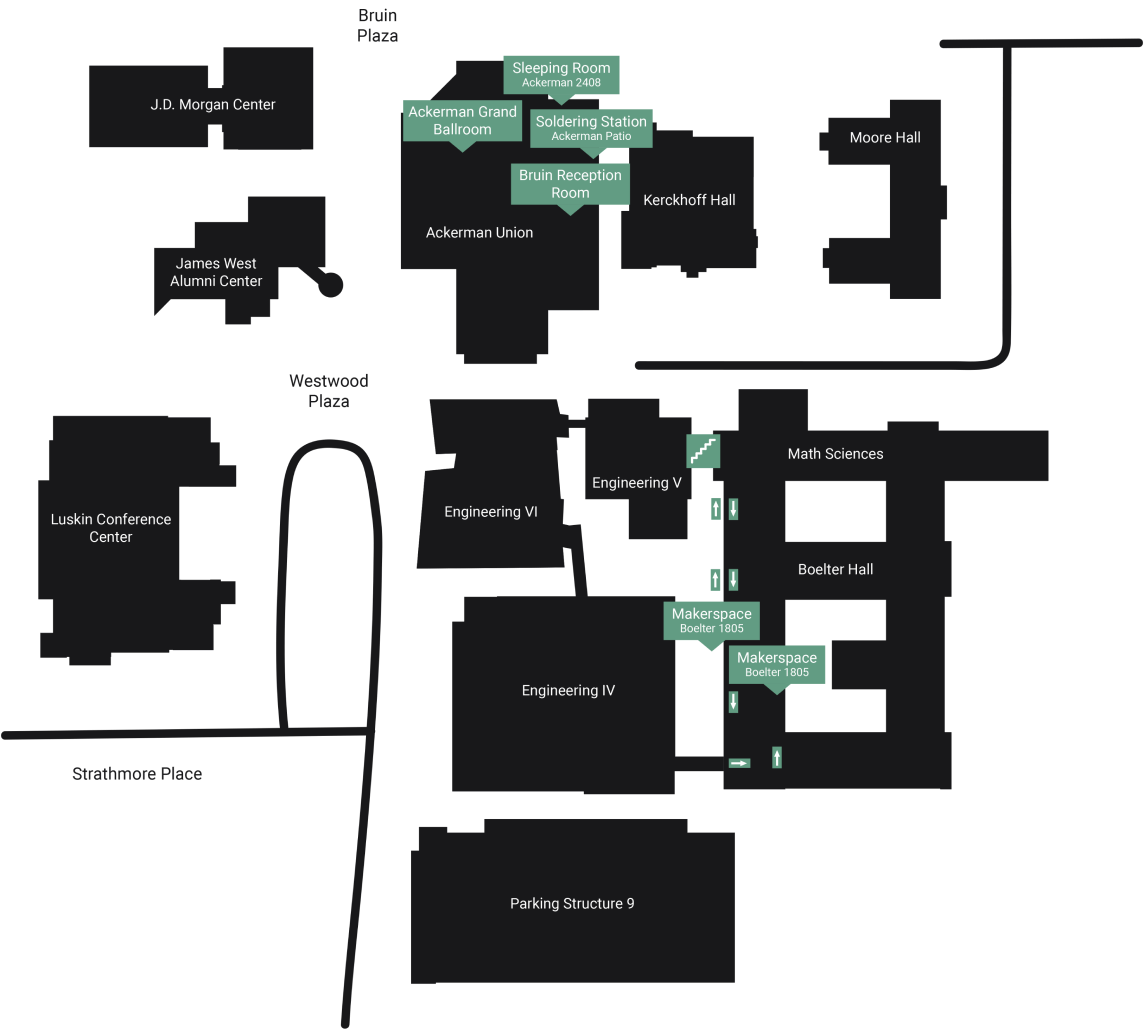 Bruin
Plaza
Sleeping Room
Ackerman 2408
J.D. Morgan Center
Ackerman Grand
Ballroom
Soldering Station
Ackerman Patio
Moore Hall
Bruin Reception
Room
Kerckhoff Hall
Ackerman Union
James West
Alumni Center
Westwood
Plaza
Math Sciences
Engineering V
Luskin Conference
Center
Engineering VI
Boelter Hall
Makerspace
Boelter 1805
Makerspace
Boelter 1805
Engineering IV
Strathmore Place
Parking Structure 9